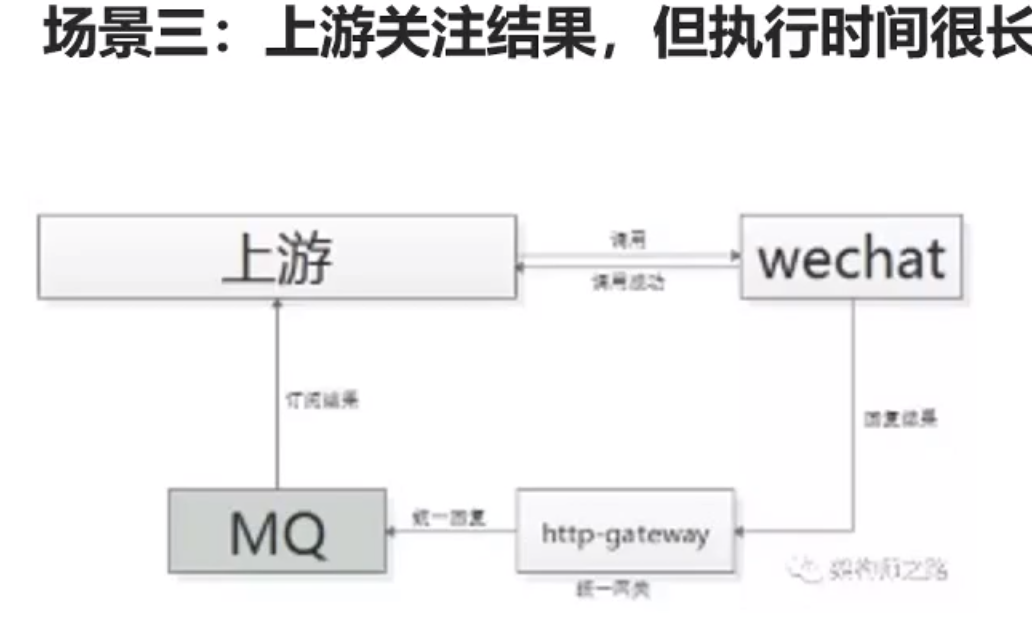 场景三：上游关注结果，但执行时间很长
上游
调用
调用成功
wechat
订阅结果
回复结果
MQ
统一回复
http-gateway
统一网关
架构师之路